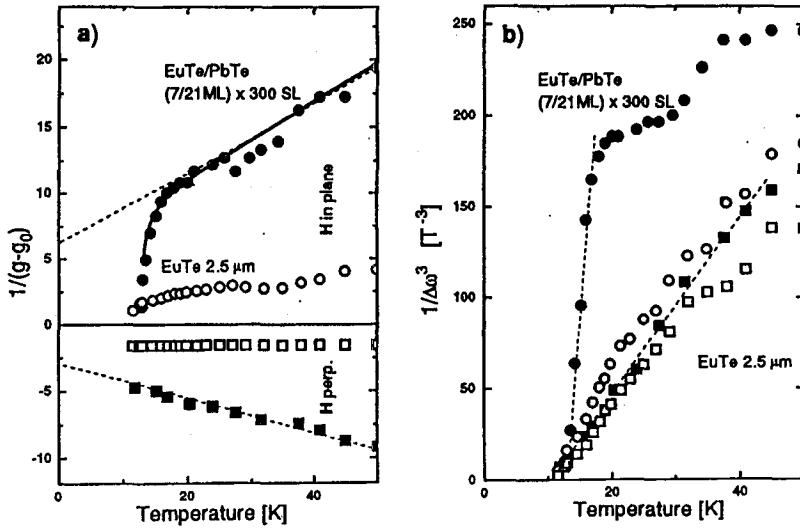 a)
EuTe/PbTe
(7/21ML) x 300 SL
H in plane
EuTe 2.5 μm
H perp.
1/(g-g₀)
20
15
10
5
0
-5
-10
0
20
40
Temperature [K]
b)
EuTe/PbTe
(7/21ML) x 300 SL
EuTe 2.5 μm
1/Δω³ [T⁻³]
250
200
150
100
50
0
0
20
40
Temperature [K]